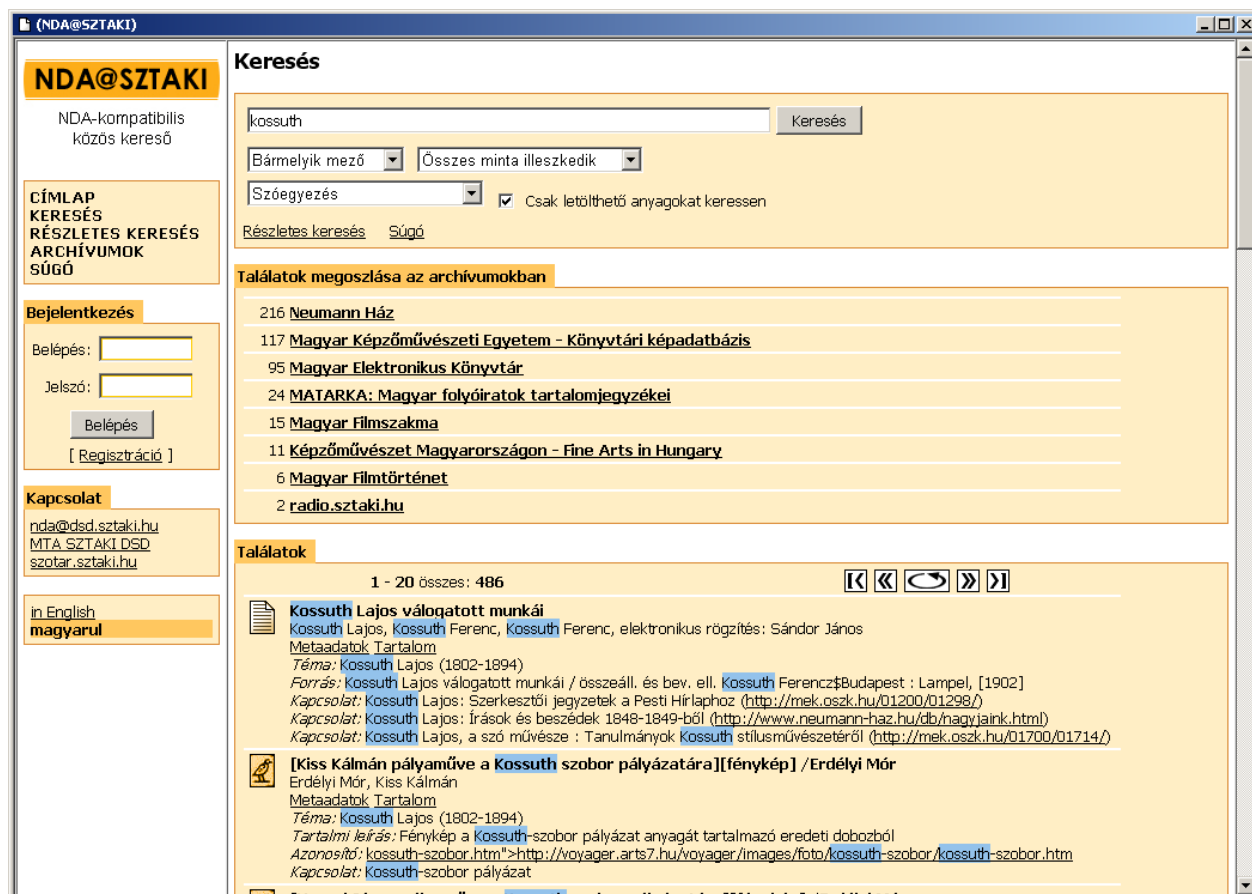 (NDA@SZTAKI)
NDA@SZTAKI
NDA-kompatibilis
közös kereső
CÍMLAP
KERESÉS
RÉSZLETES KERESÉS
ARCHÍVUMOK
SÚGÓ
Bejelentkezés
Belépés:
Jelszó:
Belépés
[ Regisztráció ]
Kapcsolat
nda@dsd.sztaki.hu
MTA SZTAKI DSD
szotar.sztaki.hu
in English
magyarul
Keresés
kossuth Keresés
Bármelyik mező Összes minta illeszkedik
Szóegyezés Csak letölthető anyagokat keressen
Részletes keresés Súgó
Találatok megoszlása az archívumokban
216 Neumann Ház
117 Magyar Képzőművészeti Egyetem - Könyvtári képadatbázis
95 Magyar Elektronikus Könyvtár
24 MATARKA: Magyar folyóiratok tartalomjegyzékei
15 Magyar Filmszakma
11 Képzőművészet Magyarországon - Fine Arts in Hungary
6 Magyar Filmtörténet
2 radio.sztaki.hu
Találatok
1 - 20 összes: 486
Kossuth Lajos válogatott munkái
Kossuth Lajos, Kossuth Ferenc, Kossuth Ferenc, elektronikus rögzítés: Sándor János
Metaadatok Tartalom
Téma: Kossuth Lajos (1802-1894)
Forrás: Kossuth Lajos válogatott munkái / összeáll. és bev. ell. Kossuth Ferencz$Budapest : Lampel, [1902]
Kapcsolat: Kossuth Lajos: Szerkesztői jegyzetek a Pesti Hírlaphoz (http://mek.oszk.hu/01200/01298/)
Kapcsolat: Kossuth Lajos: Írások és beszédek 1848-1849-ből (http://www.neumann-haz.hu/db/nagyjaink.html)
Kapcsolat: Kossuth Lajos, a szó művésze : Tanulmányok Kossuth stílusművészetéről (http://mek.oszk.hu/01700/01714/)
[Kiss Kálmán pályaműve a Kossuth szobor pályázatára][fénykép] /Erdélyi Mór
Erdélyi Mór, Kiss Kálmán
Metaadatok Tartalom
Téma: Kossuth Lajos (1802-1894)
Tartalmi leírás: Fénykép a Kossuth-szobor pályázat anyagát tartalmazó eredeti dobozból
Azonosító: kossuth-szobor.htm">http://voyager.arts7.hu/voyager/images/foto/kossuth-szobor/kossuth-szobor.htm
Kapcsolat: Kossuth-szobor pályázat